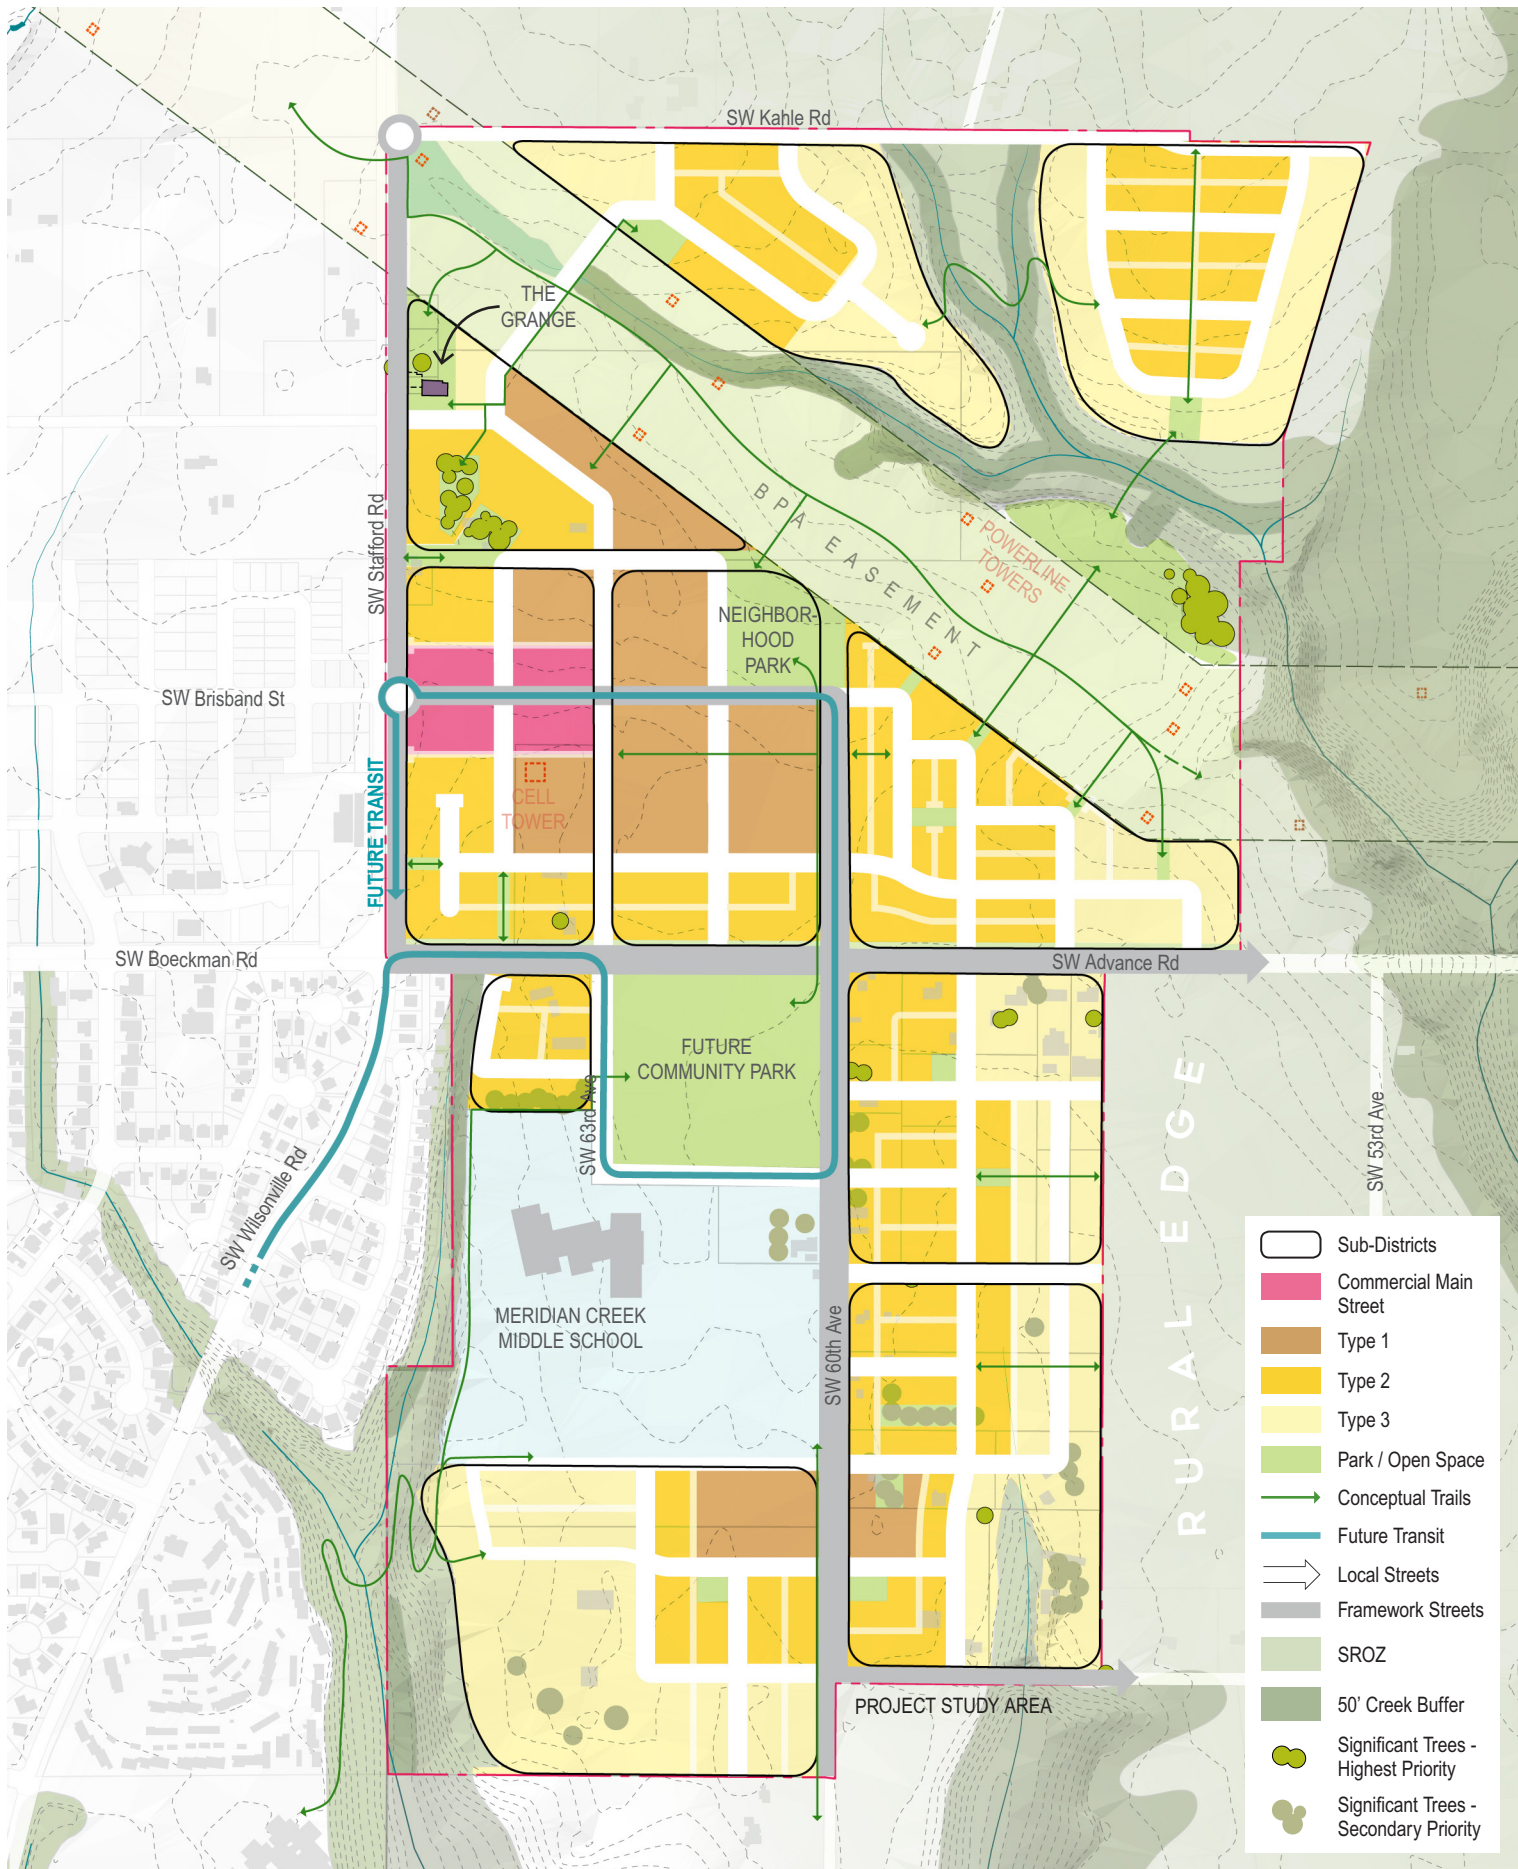 SW Kahle Rd
THE
GRANGE
SW Stafford Rd
BPA EASEMENT
POWERLINE
TOWERS
NEIGHBOR-
HOOD
PARK
SW Brisband St
FUTURE TRANSIT
CELL
TOWER
SW Boeckman Rd
SW Advance Rd
FUTURE
COMMUNITY PARK
SW 63rd Ave
SW Wilsonville Rd
RURAL EDGE
SW 53rd Ave
MERIDIAN CREEK
MIDDLE SCHOOL
SW 60th Ave
PROJECT STUDY AREA
Sub-Districts
Commercial Main
Street
Type 1
Type 2
Type 3
Park / Open Space
Conceptual Trails
Future Transit
Local Streets
Framework Streets
SROZ
50' Creek Buffer
Significant Trees -
Highest Priority
Significant Trees -
Secondary Priority